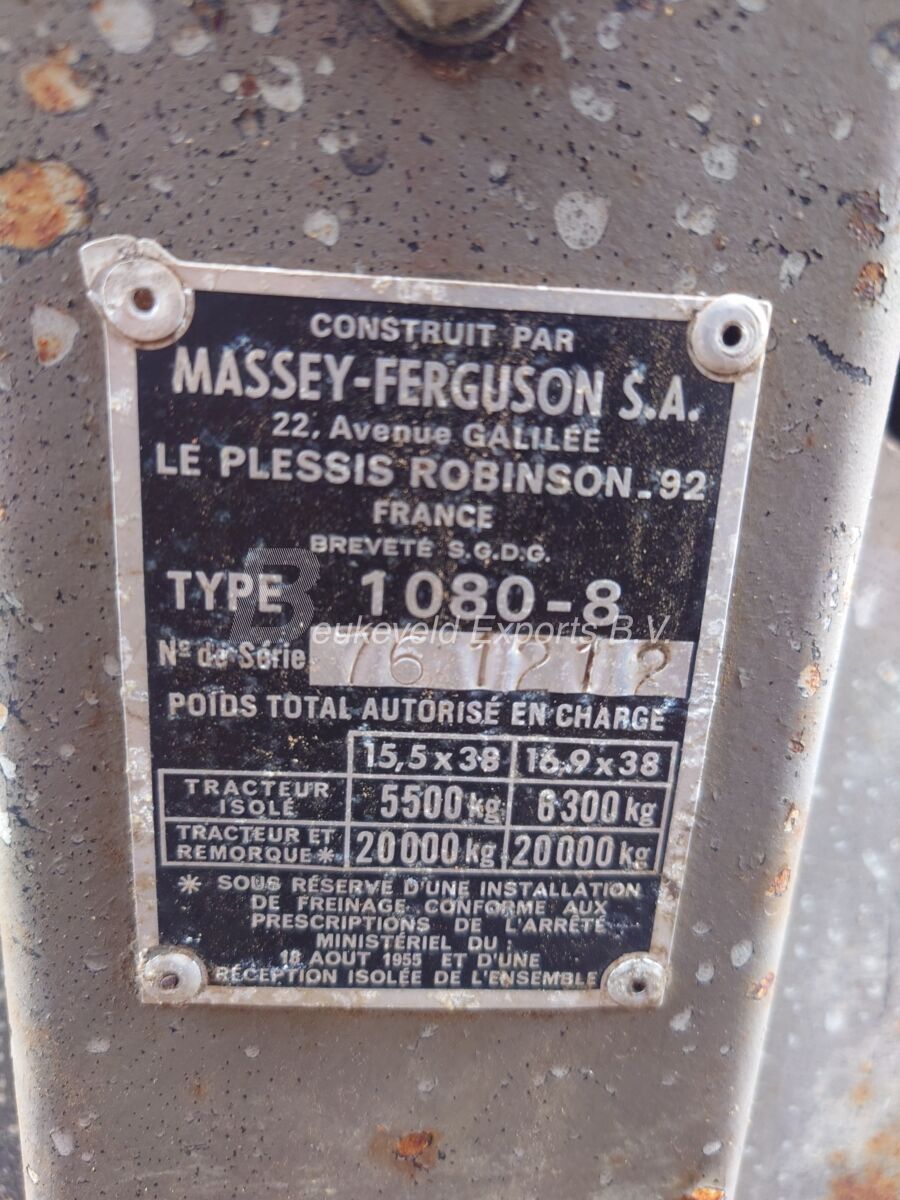 CONSTRUIT PAR
MASSEY-FERGUSON S.A.
22, Avenue GALILÉE
LE PLESSIS ROBINSON_92
FRANCE
BREVETÉ S.G.D.G.
TYPE 1080-8
Beukeveld Exports B.V.
Nº de Série 761212
POIDS TOTAL AUTORISÉ EN CHARGE
15,5 x 38 16,9 x 38
TRACTEUR ISOLÉ 5500 kg 6300 kg
TRACTEUR ET REMORQUE* 20000 kg 20000 kg
* SOUS RÉSERVE D'UNE INSTALLATION
DE FREINAGE CONFORME AUX
PRESCRIPTIONS DE L'ARRÊTÉ
MINISTÉRIEL DU :
18 AOUT 1955 ET D'UNE
RÉCEPTION ISOLÉE DE L'ENSEMBLE